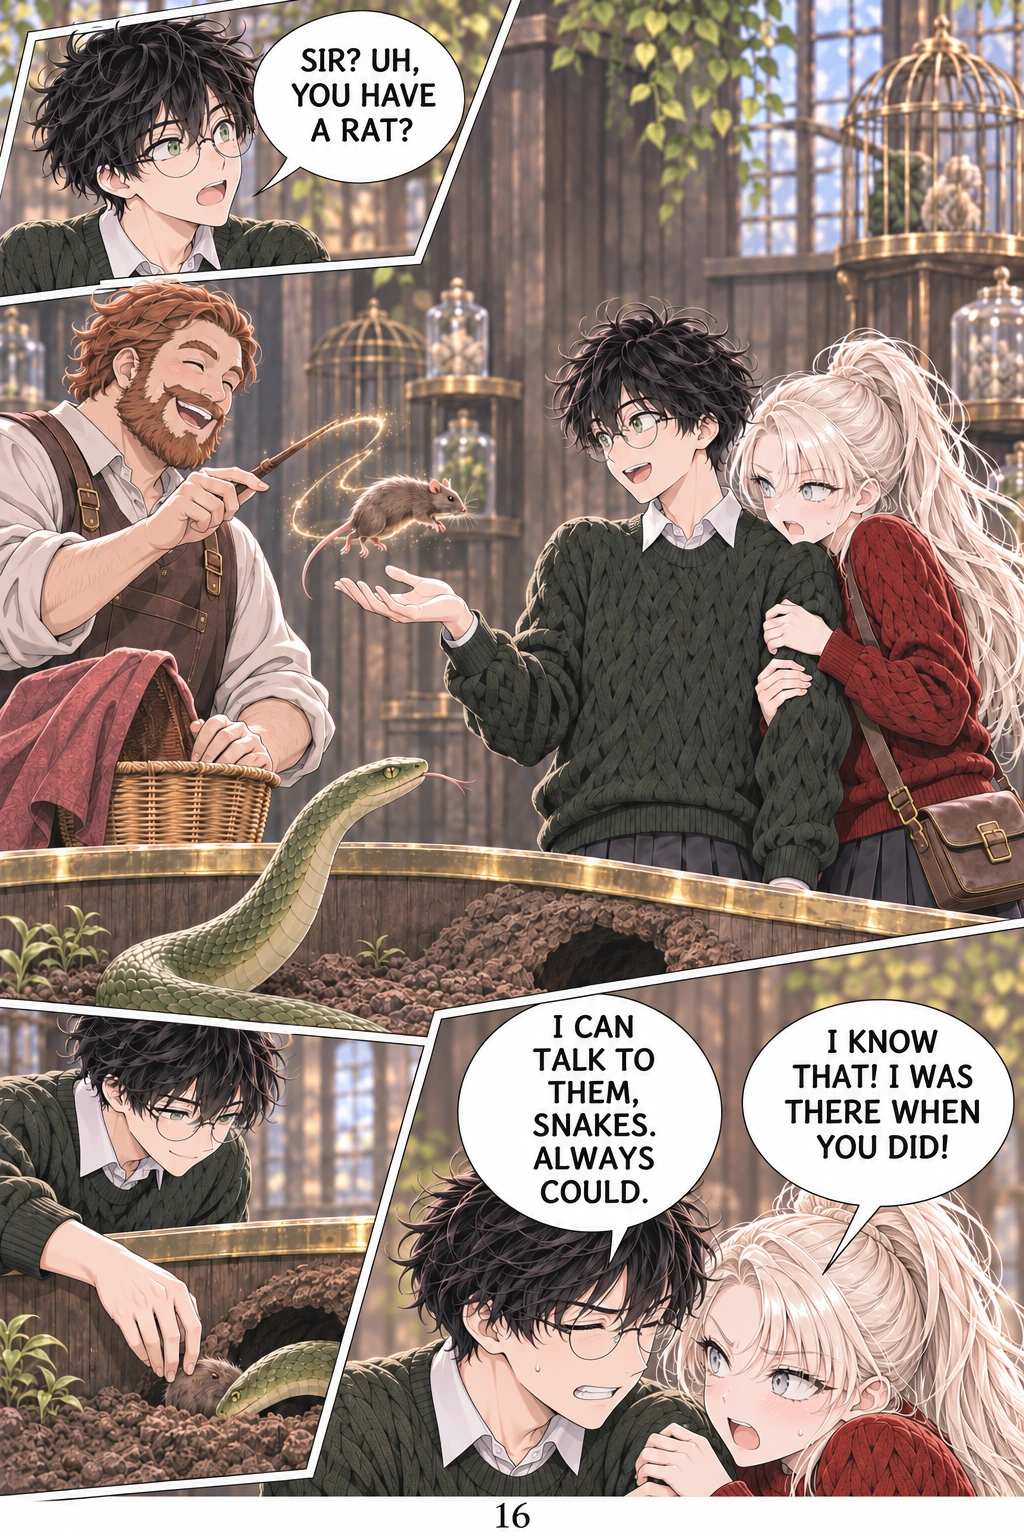 SIR? UH,
YOU HAVE
A RAT?
I CAN
TALK TO
THEM,
SNAKES.
ALWAYS
COULD.
I KNOW
THAT! I WAS
THERE WHEN
YOU DID!
16